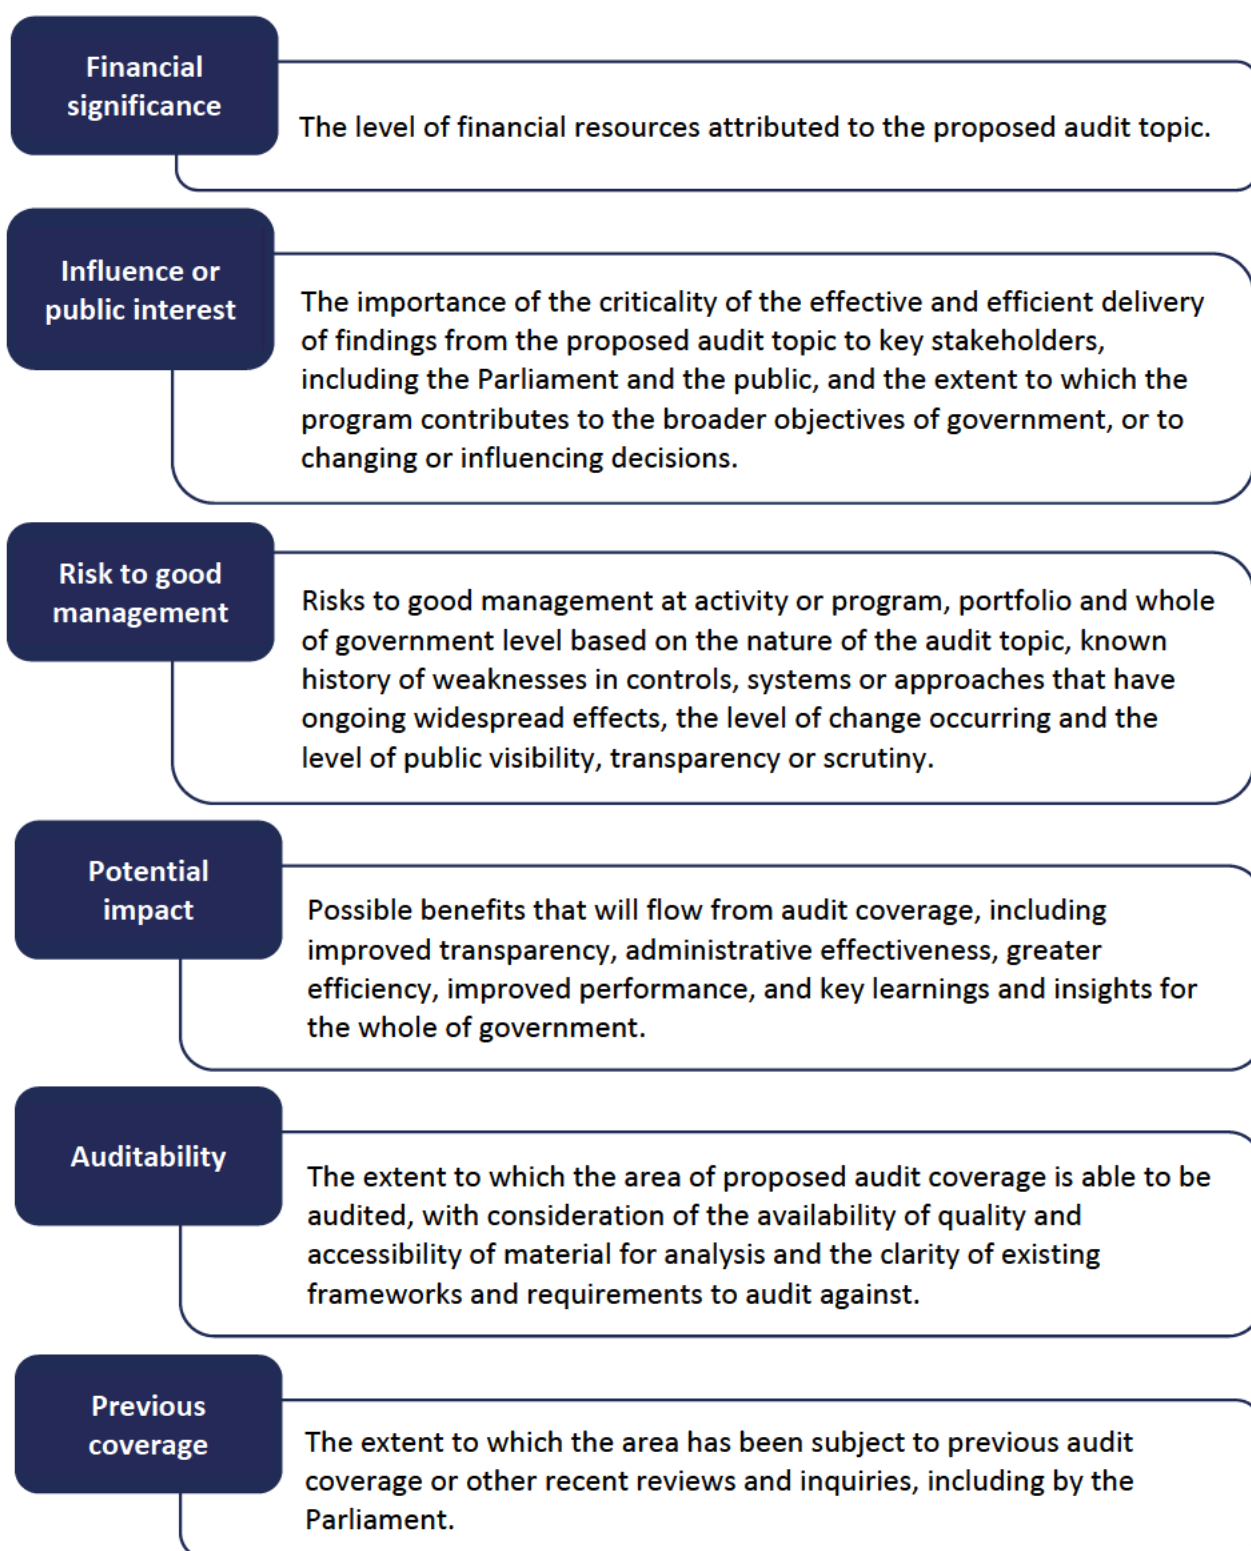 Financial
significance
The level of financial resources attributed to the proposed audit topic.
Influence or
public interest
The importance of the criticality of the effective and efficient delivery
of findings from the proposed audit topic to key stakeholders,
including the Parliament and the public, and the extent to which the
program contributes to the broader objectives of government, or to
changing or influencing decisions.
Risk to good
management
Risks to good management at activity or program, portfolio and whole
of government level based on the nature of the audit topic, known
history of weaknesses in controls, systems or approaches that have
ongoing widespread effects, the level of change occurring and the
level of public visibility, transparency or scrutiny.
Potential
impact
Possible benefits that will flow from audit coverage, including
improved transparency, administrative effectiveness, greater
efficiency, improved performance, and key learnings and insights for
the whole of government.
Auditability
The extent to which the area of proposed audit coverage is able to be
audited, with consideration of the availability of quality and
accessibility of material for analysis and the clarity of existing
frameworks and requirements to audit against.
Previous
coverage
The extent to which the area has been subject to previous audit
coverage or other recent reviews and inquiries, including by the
Parliament.